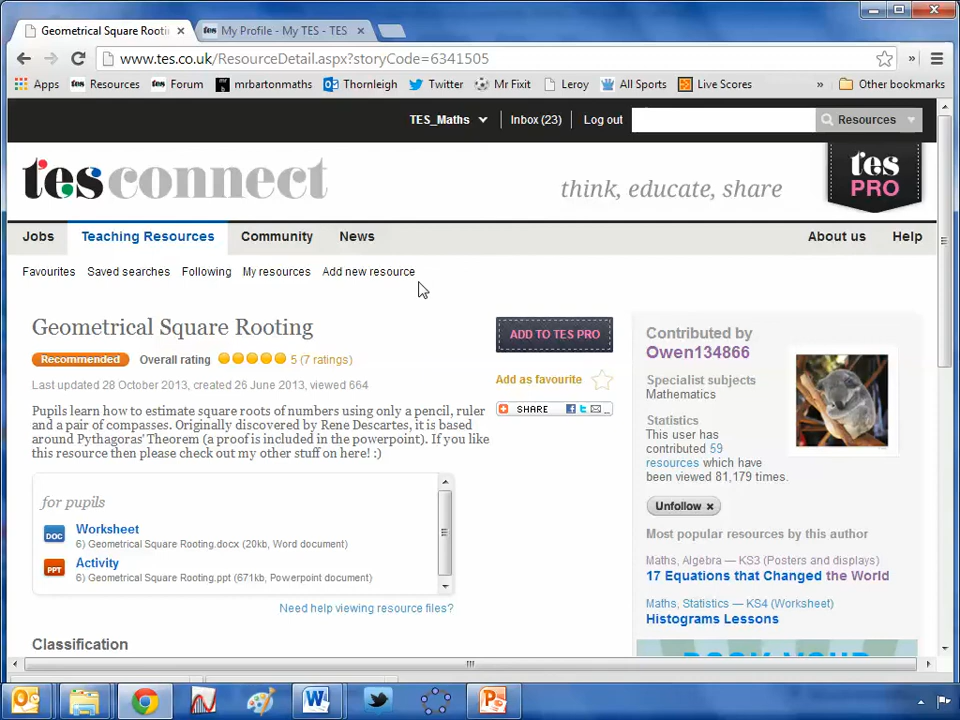 Geometrical Square Rooti
My Profile - My TES - TES
www.tes.co.uk/ResourceDetail.aspx?storyCode=6341505
Apps
tes Resources
tes Forum
mrbartonmaths
Thornleigh
Twitter
Mr Fixit
Leroy
All Sports
Live Scores
»
Other bookmarks
TES_Maths
Inbox (23)
Log out
Resources
tes connect
think, educate, share
tes
PRO
Jobs
Teaching Resources
Community
News
About us
Help
Favourites
Saved searches
Following
My resources
Add new resource
Geometrical Square Rooting
Recommended
Overall rating
5 (7 ratings)
Last updated 28 October 2013, created 26 June 2013, viewed 664
Pupils learn how to estimate square roots of numbers using only a pencil, ruler
and a pair of compasses. Originally discovered by Rene Descartes, it is based
around Pythagoras' Theorem (a proof is included in the powerpoint). If you like
this resource then please check out my other stuff on here! :)
for pupils
DOC
Worksheet
6) Geometrical Square Rooting.docx (20kb, Word document)
PPT
Activity
6) Geometrical Square Rooting.ppt (671kb, Powerpoint document)
Need help viewing resource files?
Classification
ADD TO TES PRO
Add as favourite
SHARE
Contributed by
Owen134866
Specialist subjects
Mathematics
Statistics
This user has
contributed 59
resources which have
been viewed 81,179 times.
Unfollow x
Most popular resources by this author
Maths, Algebra — KS3 (Posters and displays)
17 Equations that Changed the World
Maths, Statistics — KS4 (Worksheet)
Histograms Lessons
BOOK YOUR